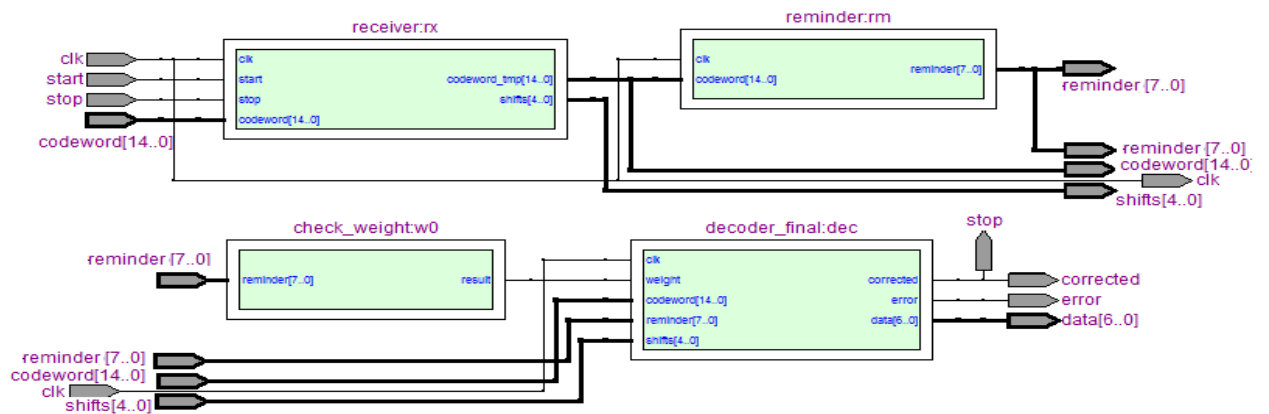 receiver:rx
reminder:rm
clk
start
stop
codeword[14..0]
clk
start
stop
codeword[14..0]
codeword_tmp[14..0]
shifts[4..0]
clk
codeword[14..0]
reminder[7..0]
reminder[7..0]
reminder[7..0]
codeword[14..0]
clk
shifts[4..0]
check_weight:w0
decoder_final:dec
stop
reminder[7..0]
reminder[7..0]
result
clk
weight
codeword[14..0]
reminder[7..0]
shifts[4..0]
corrected
error
data[6..0]
corrected
error
data[6..0]
reminder[7..0]
codeword[14..0]
clk
shifts[4..0]